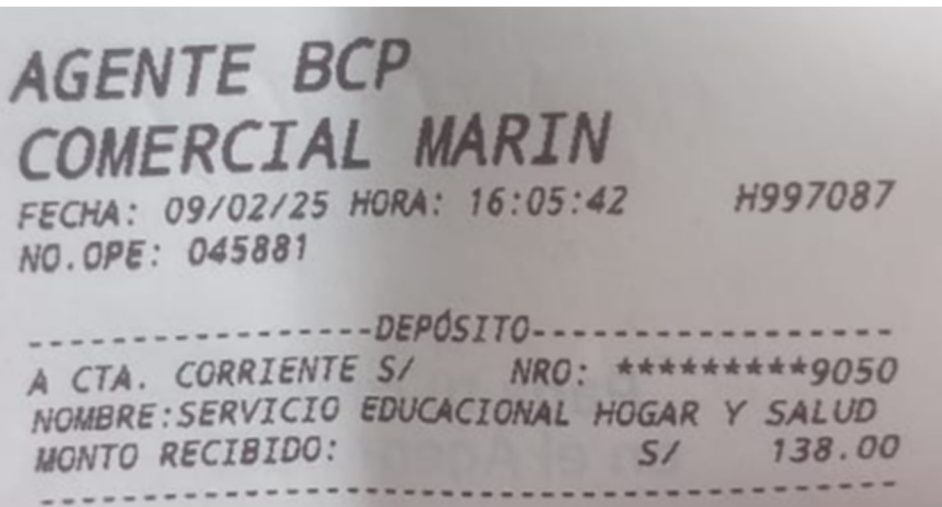 AGENTE BCP
COMERCIAL MARIN
FECHA: 09/02/25 HORA: 16:05:42 H997087
NO.OPE: 045881
-----------------DEPÓSITO------------------
A CTA. CORRIENTE S/ NRO: *********9050
NOMBRE:SERVICIO EDUCACIONAL HOGAR Y SALUD
MONTO RECIBIDO: S/ 138.00
-------------------------------------------